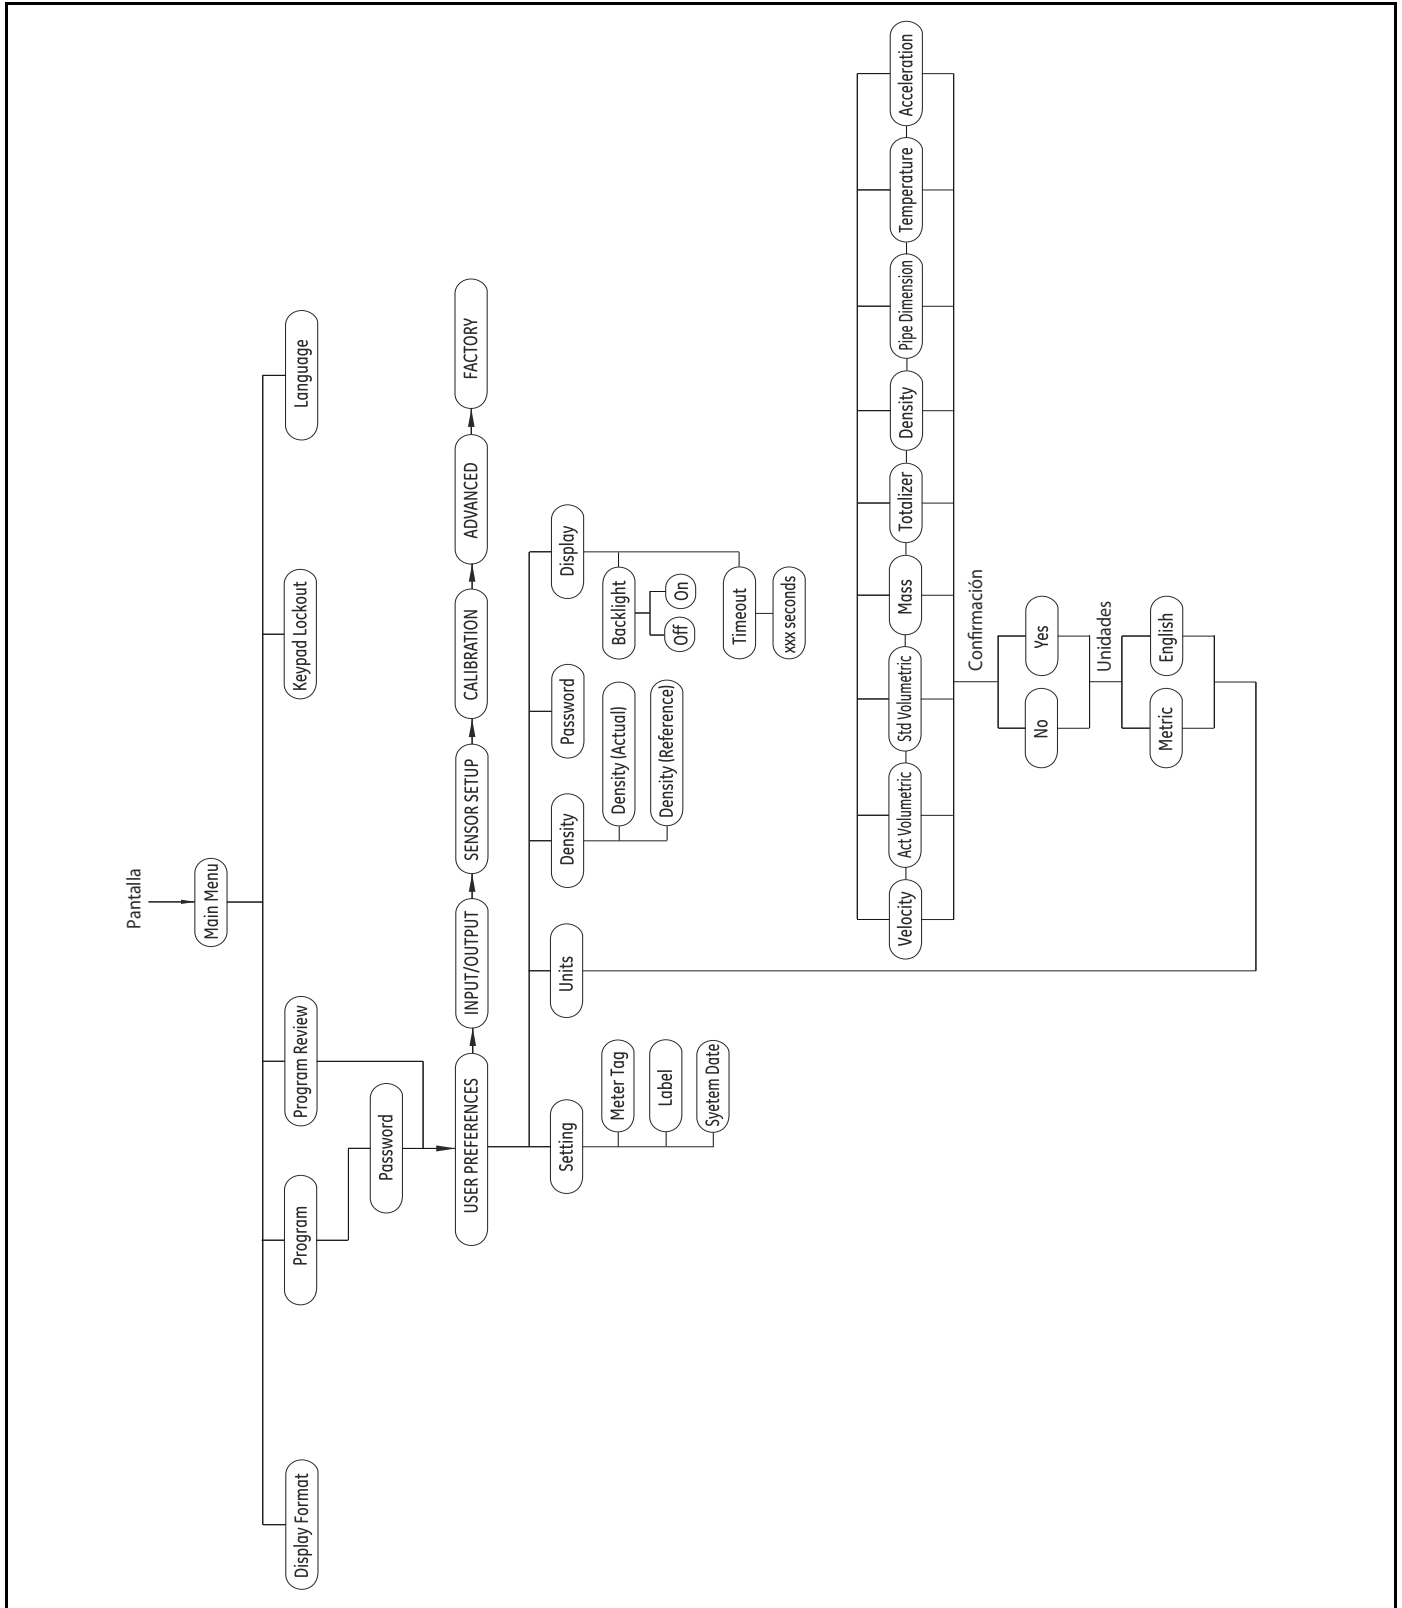 Pantalla
Main Menu
Display Format
Program
Program Review
Keypad Lockout
Language
Password
USER PREFERENCES
INPUT/OUTPUT
SENSOR SETUP
CALIBRATION
ADVANCED
FACTORY
Setting
Units
Density
Password
Display
Meter Tag
Label
Syetem Date
Density (Actual)
Density (Reference)
Backlight
Off
On
Timeout
xxx seconds
Velocity
Act Volumetric
Std Volumetric
Mass
Totalizer
Density
Pipe Dimension
Temperature
Acceleration
Confirmación
No
Yes
Unidades
Metric
English